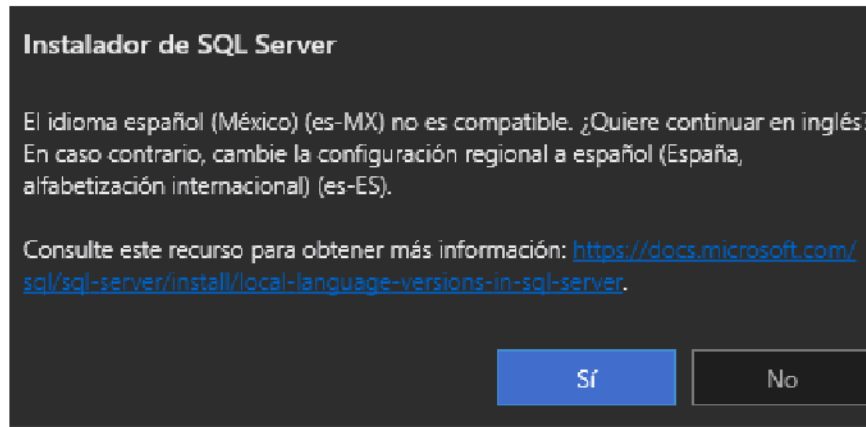 Instalador de SQL Server
El idioma español (México) (es-MX) no es compatible. ¿Quiere continuar en inglés?
En caso contrario, cambie la configuración regional a español (España,
alfabetización internacional) (es-ES).
Consulte este recurso para obtener más información: https://docs.microsoft.com/
sql/sql-server/install/local-language-versions-in-sql-server.
Sí
No